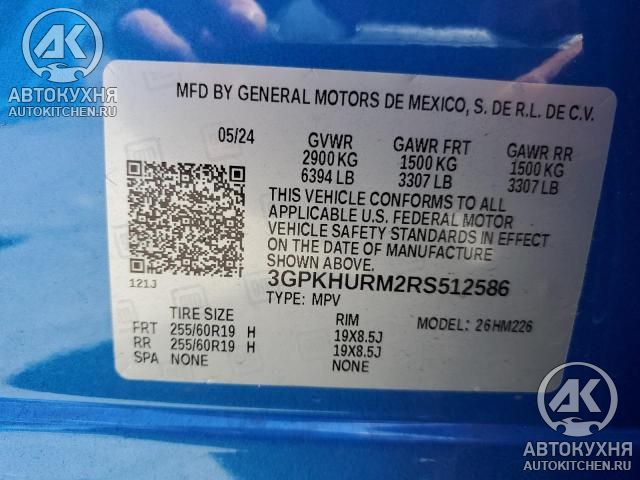 АК
АВТОКУХНЯ
AUTOKITCHEN.RU
MFD BY GENERAL MOTORS DE MEXICO, S. DE R.L. DE C.V.
05/24 GVWR GAWR FRT GAWR RR
2900 KG 1500 KG 1500 KG
6394 LB 3307 LB 3307 LB
THIS VEHICLE CONFORMS TO ALL
APPLICABLE U.S. FEDERAL MOTOR
VEHICLE SAFETY STANDARDS IN EFFECT
ON THE DATE OF MANUFACTURE
SHOWN ABOVE.
121J
3GPKHURM2RS512586
TYPE: MPV
TIRE SIZE RIM MODEL: 26HM226
FRT 255/60R19 H 19X8.5J
RR 255/60R19 H 19X8.5J
SPA NONE NONE
АК
АВТОКУХНЯ
AUTOKITCHEN.RU